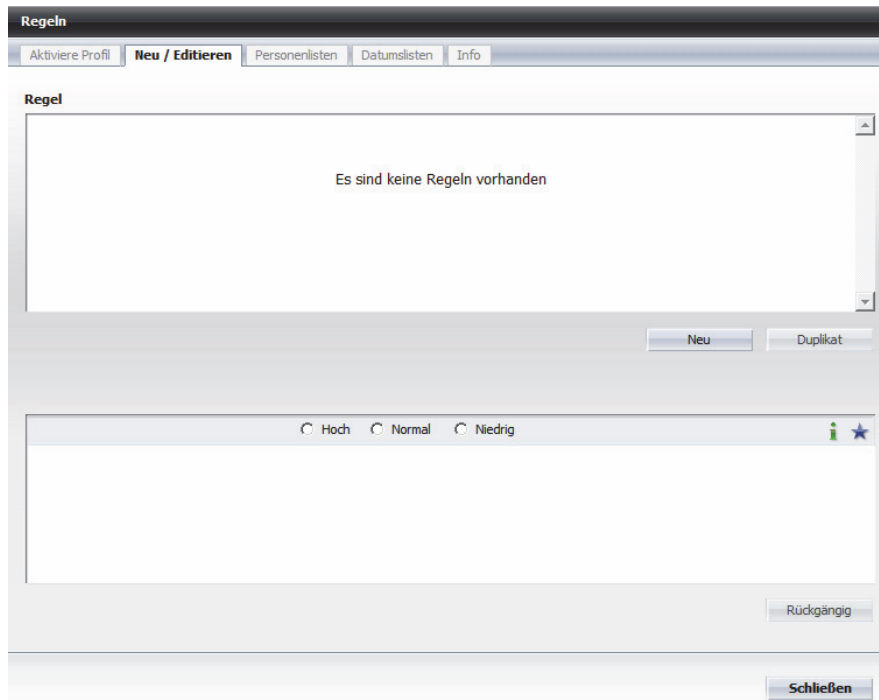 Regeln
Aktiviere Profil Neu / Editieren Personenlisten Datumslisten Info
Regel
Es sind keine Regeln vorhanden
Neu Duplikat
Hoch Normal Niedrig
Rückgängig
Schließen